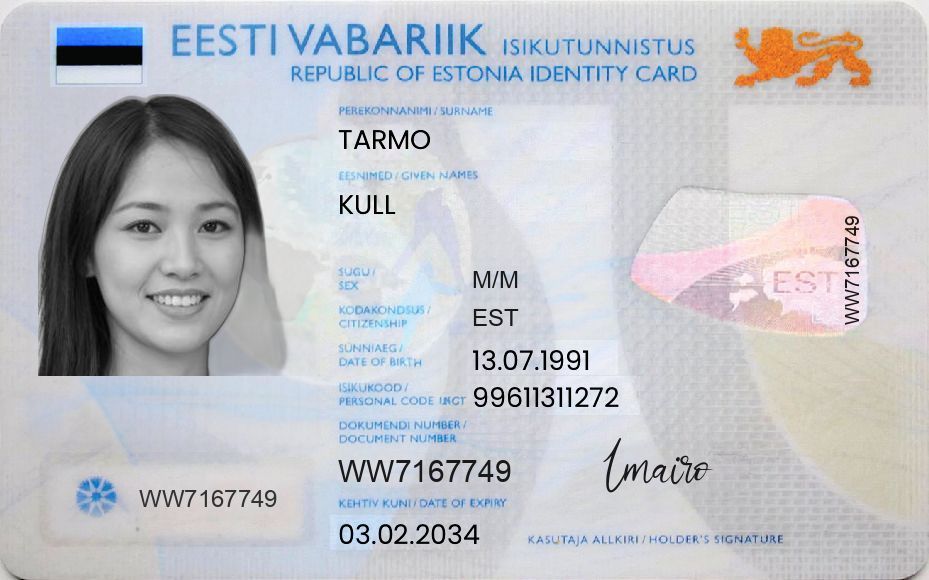 EESTI VABARIIK ISIKUTUNNISTUS
REPUBLIC OF ESTONIA IDENTITY CARD
PEREKONNANIMI / SURNAME
TARMO
EESNIMED / GIVEN NAMES
KULL
SUGU /
SEX
M/M
KODAKONDSUS /
CITIZENSHIP
EST
SÜNNIAEG /
DATE OF BIRTH
13.07.1991
ISIKUKOOD /
PERSONAL CODE
99611311272
DOKUMENDI NUMBER /
DOCUMENT NUMBER
WW7167749
KEHTIV KUNI / DATE OF EXPIRY
03.02.2034
WW7167749
EST
WW7167749
KASUTAJA ALLKIRI / HOLDER'S SIGNATURE